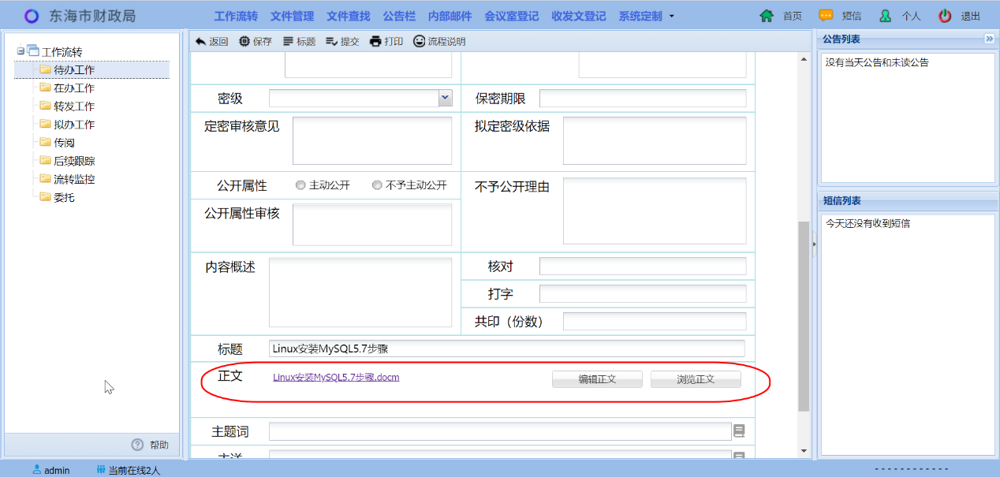 东海市财政局 工作流转 文件管理 文件查找 公告栏 内部邮件 会议室登记 收发文登记 系统定制 首页 短信 个人 退出
工作流转
待办工作
在办工作
转发工作
拟办工作
传阅
后续跟踪
流转监控
委托
帮助
返回 保存 标题 提交 打印 流程说明
密级 保密期限
定密审核意见 拟定密级依据
公开属性 主动公开 不予主动公开 不予公开理由
公开属性审核
内容概述 核对
打字
共印（份数）
标题 Linux安装MySQL5.7步骤
正文 Linux安装MySQL5.7步骤.docm 编辑正文 浏览正文
主题词
主送
公告列表
没有当天公告和未读公告
短信列表
今天还没有收到短信
admin 当前在线2人 - - - - - - - - - - - -